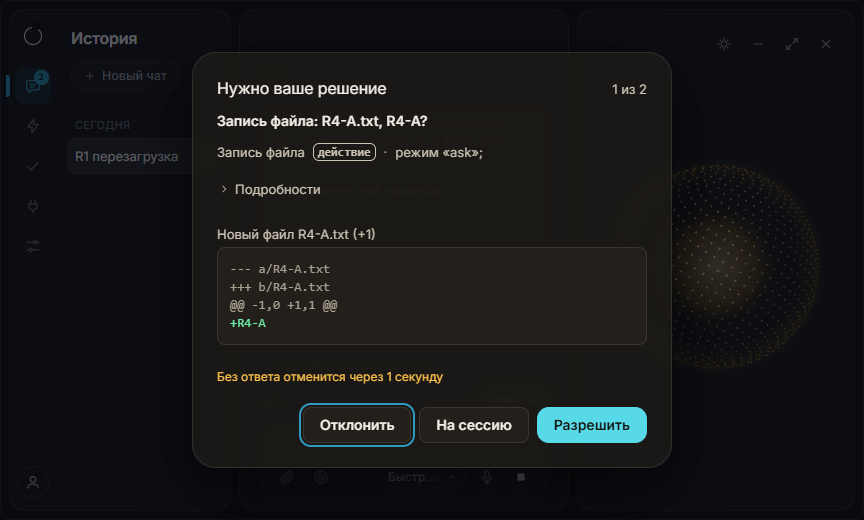 История
2
+ Новый чат
СЕГОДНЯ
R1 перезагрузка
Нужно ваше решение
1 из 2
Запись файла: R4-A.txt, R4-A?
Запись файла действие · режим «ask»;
Подробности
Новый файл R4-A.txt (+1)
--- a/R4-A.txt
+++ b/R4-A.txt
@@ -1,0 +1,1 @@
+R4-A
Без ответа отменится через 1 секунду
Отклонить
На сессию
Разрешить
Быстр...